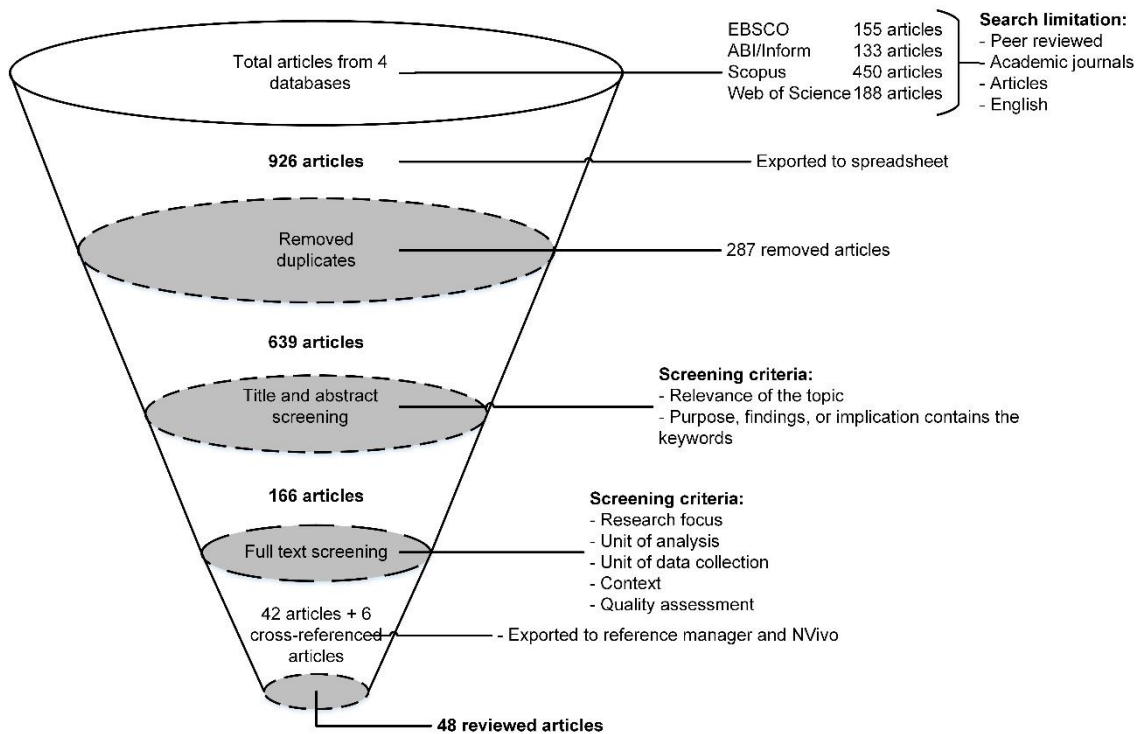 Total articles from 4
databases
EBSCO 155 articles
ABI/Inform 133 articles
Scopus 450 articles
Web of Science 188 articles
Search limitation:
- Peer reviewed
- Academic journals
- Articles
- English
926 articles
Exported to spreadsheet
Removed
duplicates
287 removed articles
639 articles
Title and abstract
screening
Screening criteria:
- Relevance of the topic
- Purpose, findings, or implication contains the
keywords
166 articles
Full text screening
Screening criteria:
- Research focus
- Unit of analysis
- Unit of data collection
- Context
- Quality assessment
42 articles + 6
cross-referenced
articles
- Exported to reference manager and NVivo
48 reviewed articles